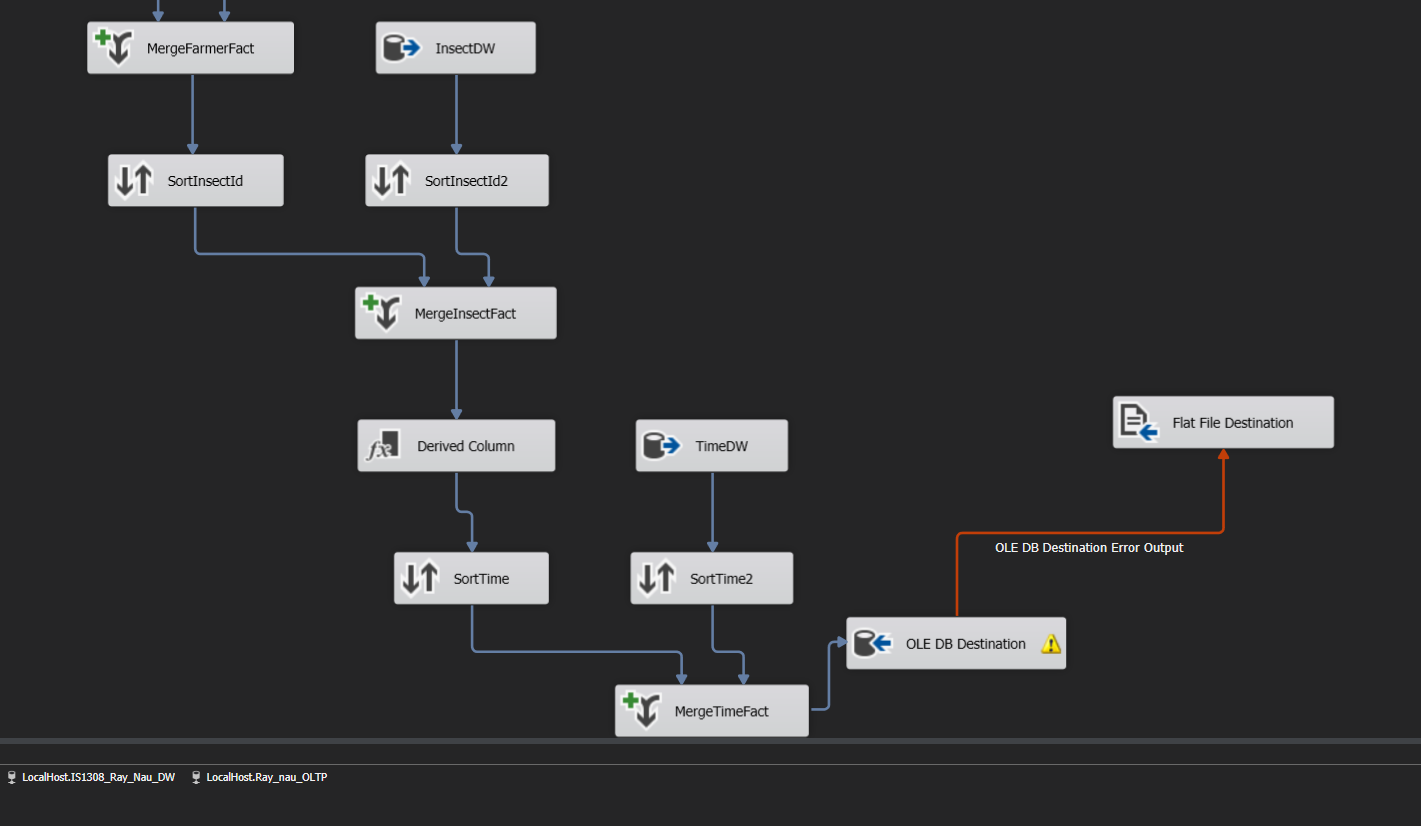 MergeFarmerFact
InsectDW
SortInsectId
SortInsectId2
MergeInsectFact
Derived Column
TimeDW
Flat File Destination
OLE DB Destination Error Output
SortTime
SortTime2
OLE DB Destination
MergeTimeFact
LocalHost.IS1308_Ray_Nau_DW
LocalHost.Ray_nau_OLTP